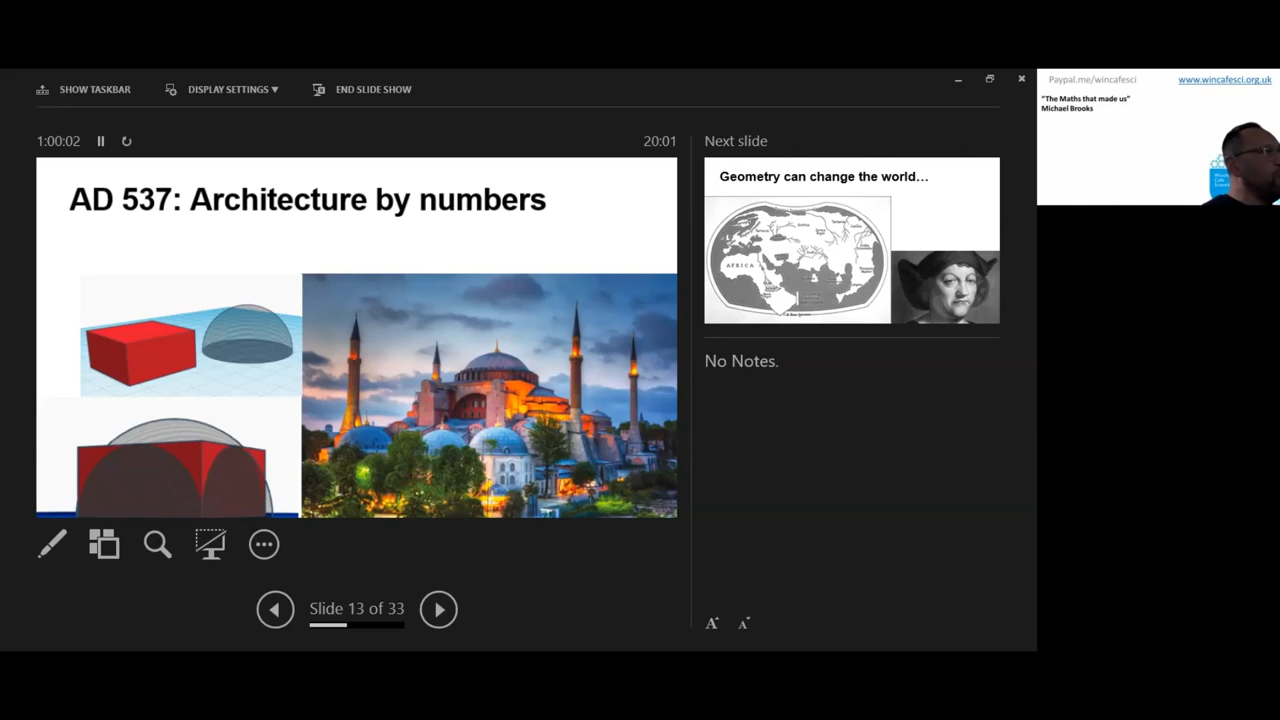 SHOW TASKBAR
DISPLAY SETTINGS ▼
END SLIDE SHOW
1:00:02
20:01
AD 537: Architecture by numbers
Slide 13 of 33
Next slide
Geometry can change the world…
AFRICA
No Notes.
A A
Paypal.me/wincafesci
www.wincafesci.org.uk
"The Maths that made us"
Michael Brooks